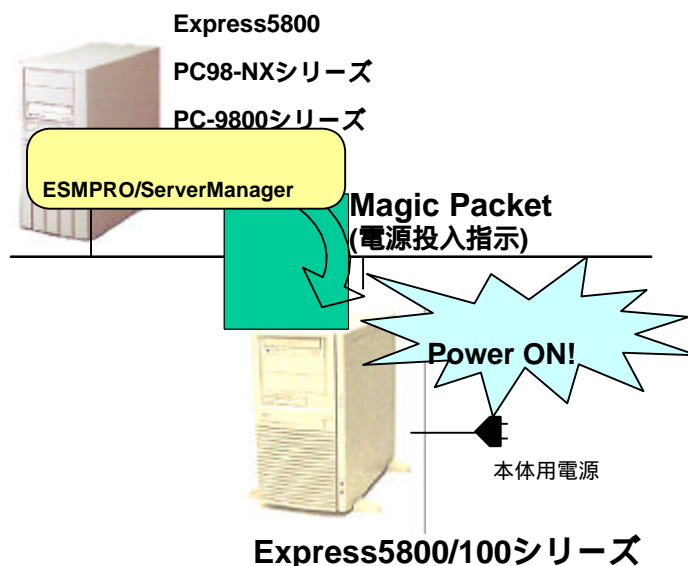 Express5800
PC98-NXシリーズ
PC-9800シリーズ
ESMPRO/ServerManager
Magic Packet
(電源投入指示)
Power ON!
本体用電源
Express5800/100シリーズ